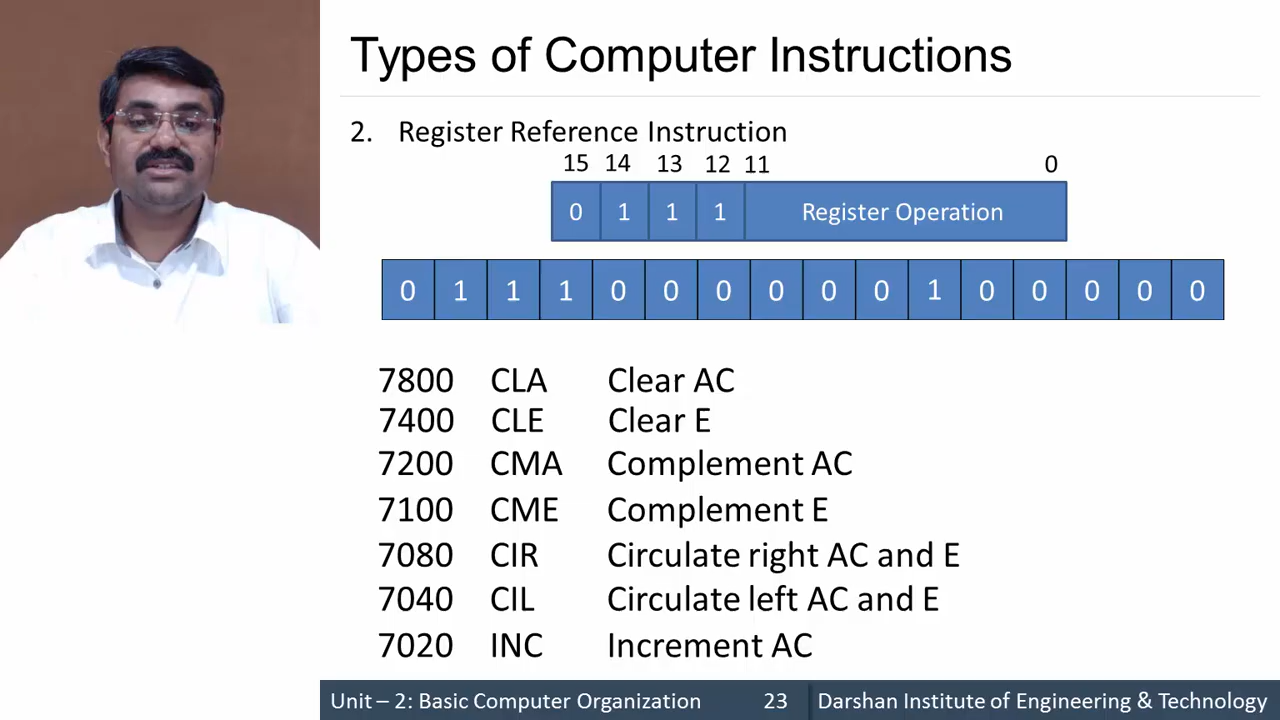 Types of Computer Instructions
2. Register Reference Instruction
15 14 13 12 11 0
0 1 1 1 Register Operation
0 1 1 1 0 0 0 0 0 0 1 0 0 0 0 0
7800 CLA Clear AC
7400 CLE Clear E
7200 CMA Complement AC
7100 CME Complement E
7080 CIR Circulate right AC and E
7040 CIL Circulate left AC and E
7020 INC Increment AC
Unit – 2: Basic Computer Organization 23 Darshan Institute of Engineering & Technology